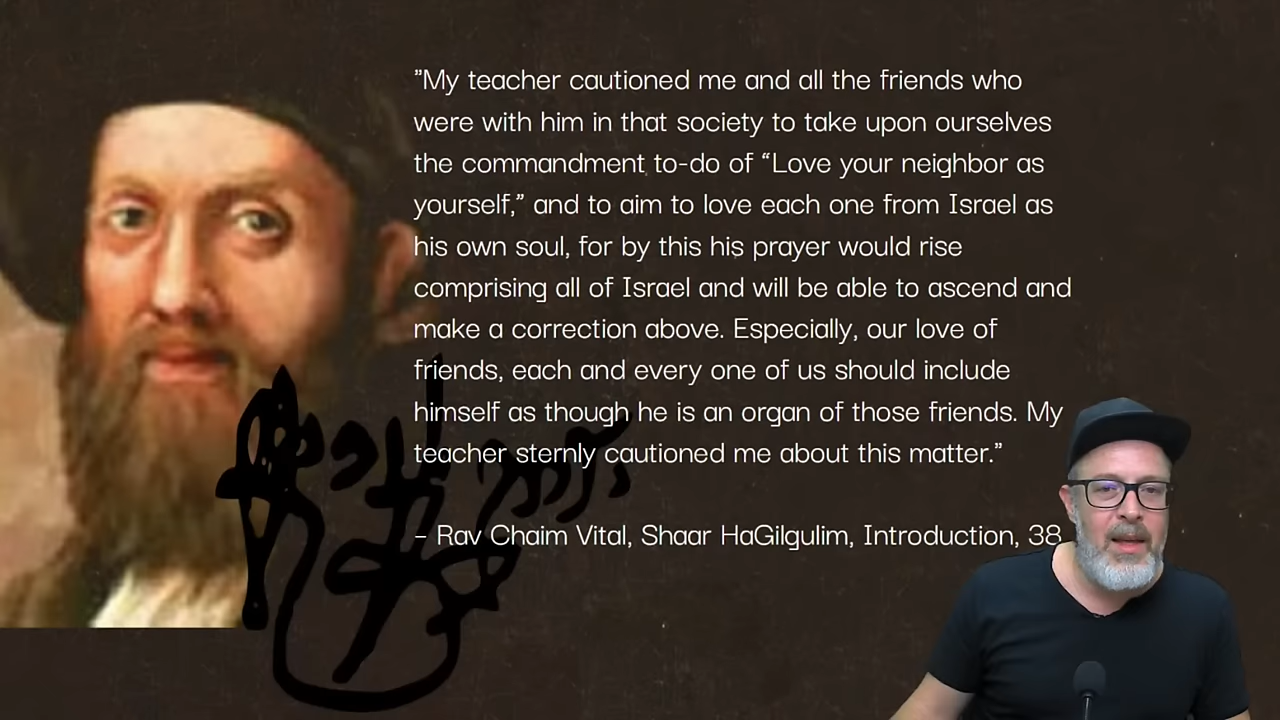 "My teacher cautioned me and all the friends who
were with him in that society to take upon ourselves
the commandment to-do of “Love your neighbor as
yourself,” and to aim to love each one from Israel as
his own soul, for by this his prayer would rise
comprising all of Israel and will be able to ascend and
make a correction above. Especially, our love of
friends, each and every one of us should include
himself as though he is an organ of those friends. My
teacher sternly cautioned me about this matter.”
– Rav Chaim Vital, Shaar HaGilgulim, Introduction, 38